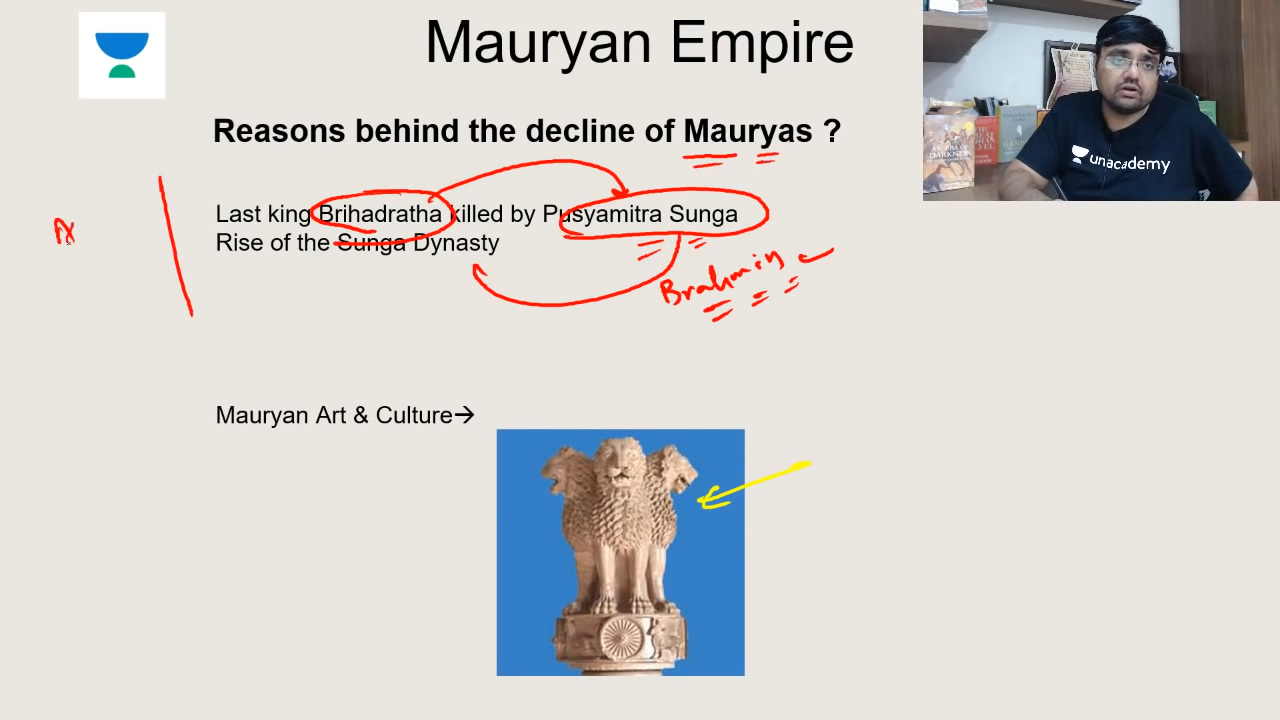 Mauryan Empire
Reasons behind the decline of Mauryas ?
Last king Brihadratha killed by Pusyamitra Sunga
Rise of the Sunga Dynasty
Brahmin
Mauryan Art & Culture→
unacademy